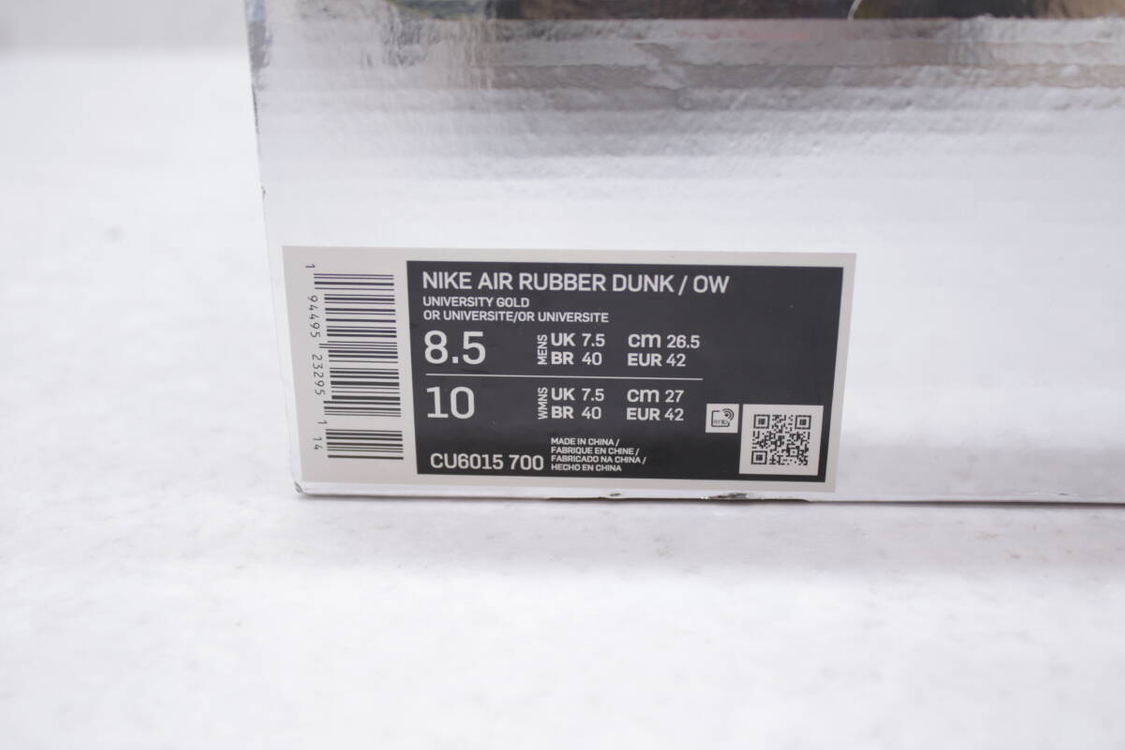 NIKE AIR RUBBER DUNK / OW
UNIVERSITY GOLD
OR UNIVERSITE/OR UNIVERSITE
8.5 MENS UK 7.5 cm 26.5
BR 40 EUR 42
10 WMNS UK 7.5 cm 27
BR 40 EUR 42
CU6015 700
MADE IN CHINA /
FABRIQUE EN CHINE /
FABRICADO NA CHINA /
HECHO EN CHINA
1 94495 23295 1 14